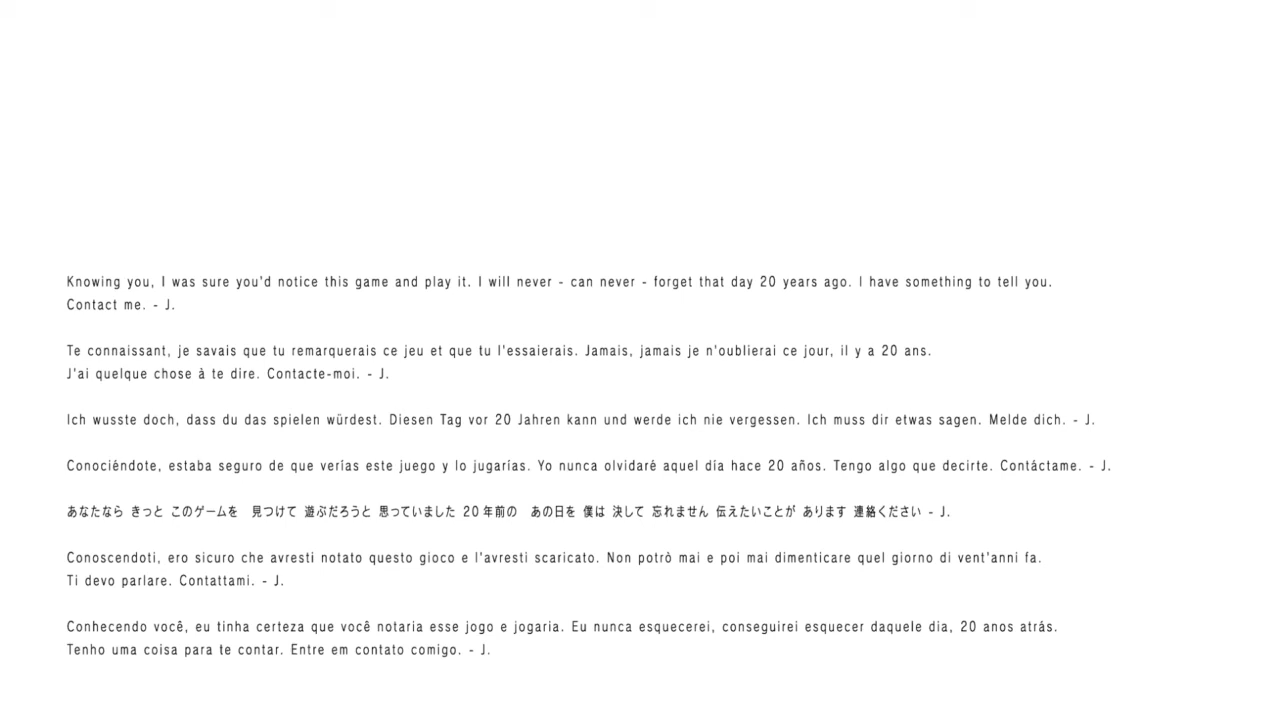 Knowing you, I was sure you'd notice this game and play it. I will never - can never - forget that day 20 years ago. I have something to tell you.
Contact me. - J.
Te connaissant, je savais que tu remarquerais ce jeu et que tu l'essaierais. Jamais, jamais je n'oublierai ce jour, il y a 20 ans.
J'ai quelque chose à te dire. Contacte-moi. - J.
Ich wusste doch, dass du das spielen würdest. Diesen Tag vor 20 Jahren kann und werde ich nie vergessen. Ich muss dir etwas sagen. Melde dich. - J.
Conociéndote, estaba seguro de que verías este juego y lo jugarías. Yo nunca olvidaré aquel día hace 20 años. Tengo algo que decirte. Contáctame. - J.
あなたなら きっと このゲームを　見つけて 遊ぶだろうと 思っていました 20年前の　あの日を 僕は 決して 忘れません 伝えたいことが あります 連絡ください - J.
Conoscendoti, ero sicuro che avresti notato questo gioco e l'avresti scaricato. Non potrò mai e poi mai dimenticare quel giorno di vent'anni fa.
Ti devo parlare. Contattami. - J.
Conhecendo você, eu tinha certeza que você notaria esse jogo e jogaria. Eu nunca esquecerei, conseguirei esquecer daquele dia, 20 anos atrás.
Tenho uma coisa para te contar. Entre em contato comigo. - J.